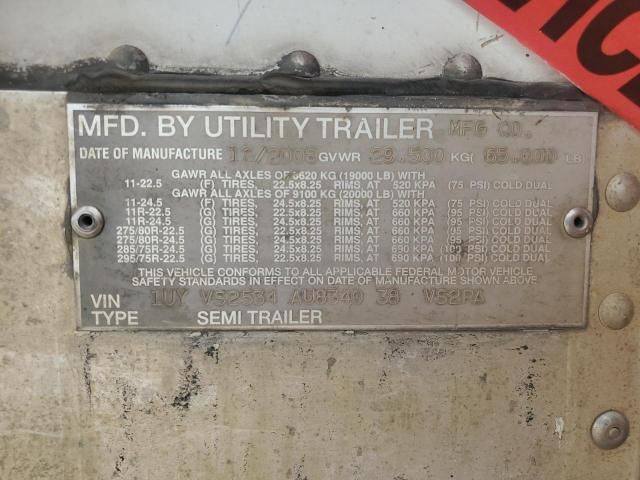 MFD. BY UTILITY TRAILER MFG CO.
DATE OF MANUFACTURE GVWR 29.500 KG( 65.000 LB
GAWR ALL AXLES OF 8620 KG (19000 LB) WITH
11-22.5 (F) TIRES, 22.5x8.25 RIMS, AT 520 KPA (75 PSI) COLD DUAL
GAWR ALL AXLES OF 9100 KG (20000 LB) WITH
11-24.5 (F) TIRES, 24.5x8.25 RIMS, AT 520 KPA (75 PSI) COLD DUAL
11R-22.5 (G) TIRES, 22.5x8.25 RIMS, AT 660 KPA (95 PSI) COLD DUAL
11R-24.5 (G) TIRES, 24.5x8.25 RIMS, AT 660 KPA (95 PSI) COLD DUAL
275/80R-22.5 (G) TIRES, 22.5x8.25 RIMS, AT 660 KPA (95 PSI) COLD DUAL
275/80R-24.5 (G) TIRES, 24.5x8.25 RIMS, AT 660 KPA (95 PSI) COLD DUAL
285/75R-24.5 (G) TIRES, 24.5x8.25 RIMS, AT 690 KPA (100 PSI) COLD DUAL
295/75R-22.5 (G) TIRES, 22.5x8.25 RIMS, AT 690 KPA (100 PSI) COLD DUAL
THIS VEHICLE CONFORMS TO ALL APPLICABLE FEDERAL MOTOR VEHICLE
SAFETY STANDARDS IN EFFECT ON DATE OF MANUFACTURE SHOWN ABOVE
VIN 1UY VS2534 AU8340 38 VS2RA
TYPE SEMI TRAILER